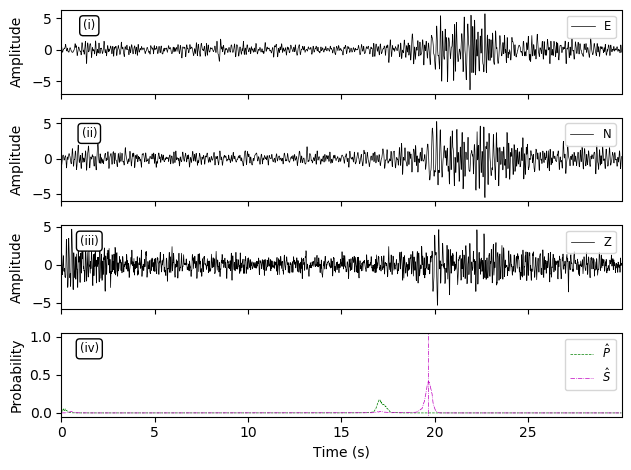 (i)
E
Amplitude
5
0
−5
(ii)
N
Amplitude
5
0
−5
(iii)
Z
Amplitude
5
0
−5
(iv)
P̂
Ŝ
Probability
1.0
0.5
0.0
0 5 10 15 20 25
Time (s)